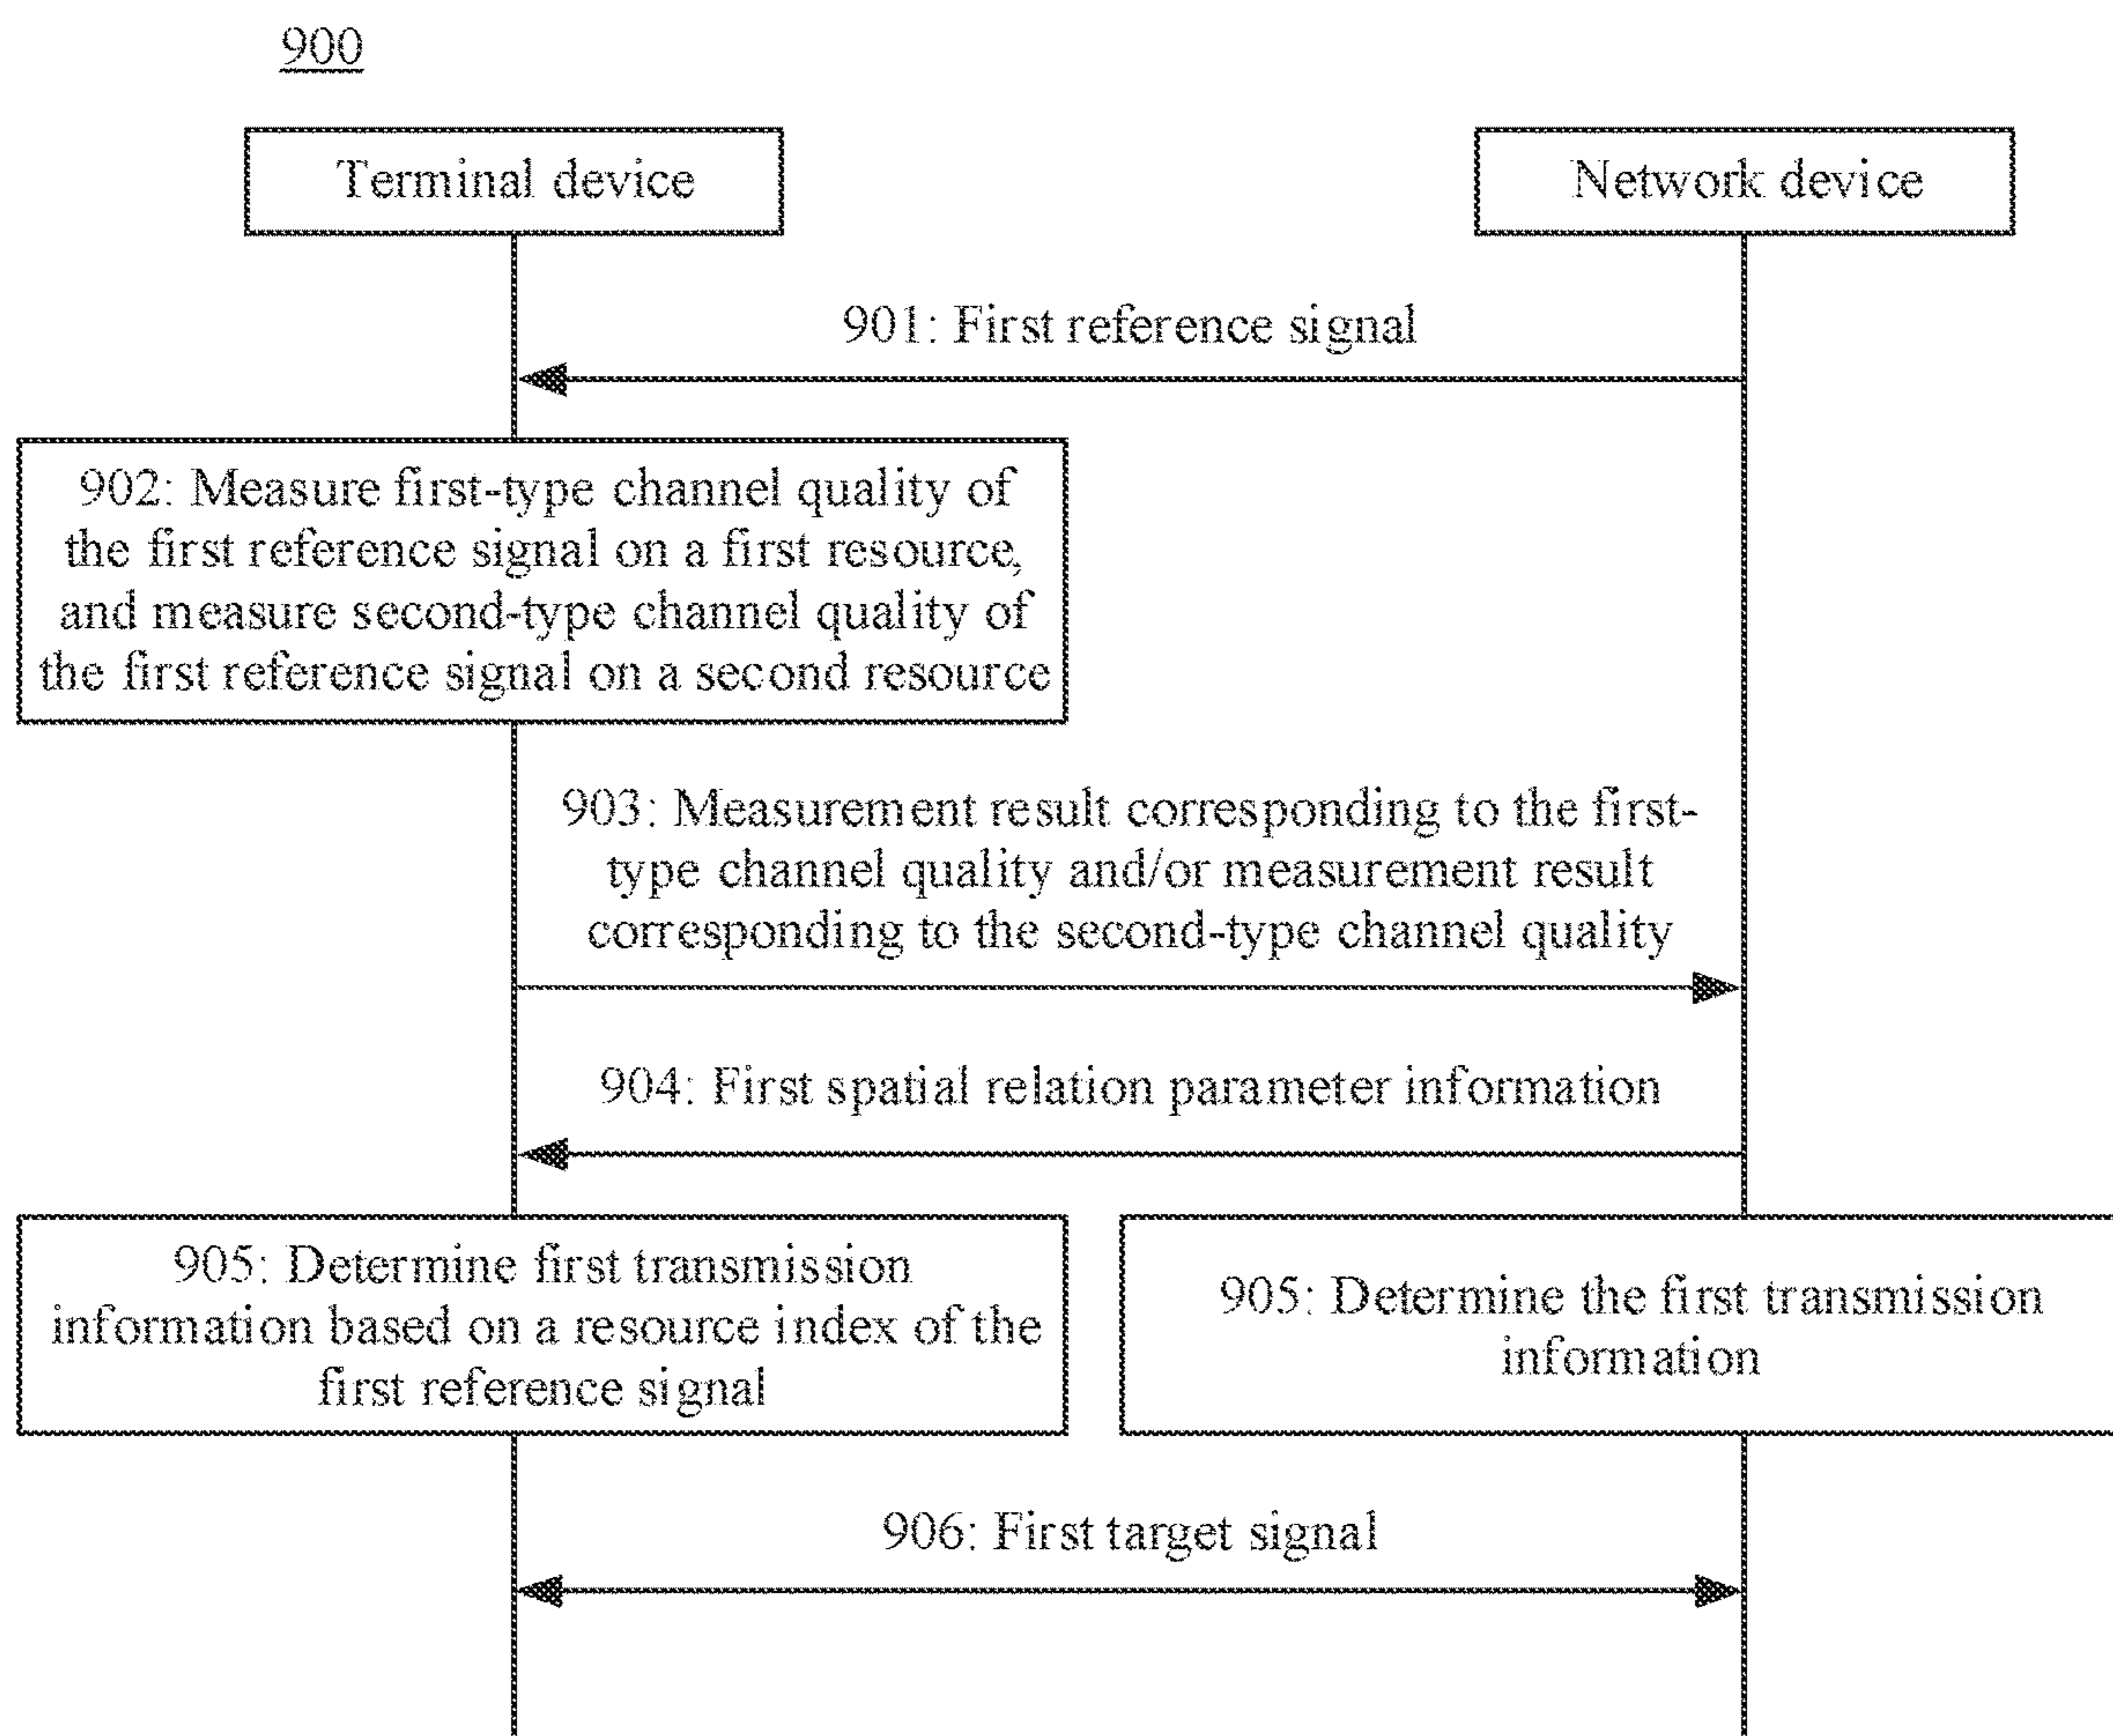 900
Terminal device
Network device
901: First reference signal
902: Measure first-type channel quality of
the first reference signal on a first resource,
and measure second-type channel quality of
the first reference signal on a second resource
903: Measurement result corresponding to the first-
type channel quality and/or measurement result
corresponding to the second-type channel quality
904: First spatial relation parameter information
905: Determine first transmission
information based on a resource index of the
first reference signal
905: Determine the first transmission
information
906: First target signal